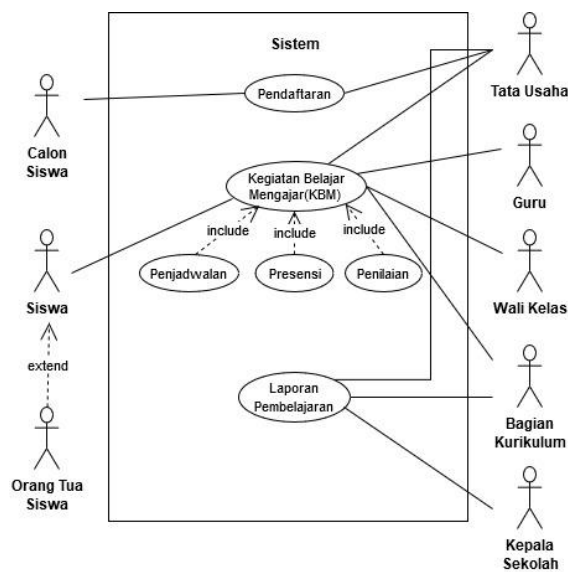 Sistem
Tata Usaha
Pendaftaran
Calon
Siswa
Kegiatan Belajar
Mengajar(KBM)
Guru
include
include
include
Penjadwalan
Presensi
Penilaian
Siswa
Wali Kelas
extend
Laporan
Pembelajaran
Bagian
Kurikulum
Orang Tua
Siswa
Kepala
Sekolah